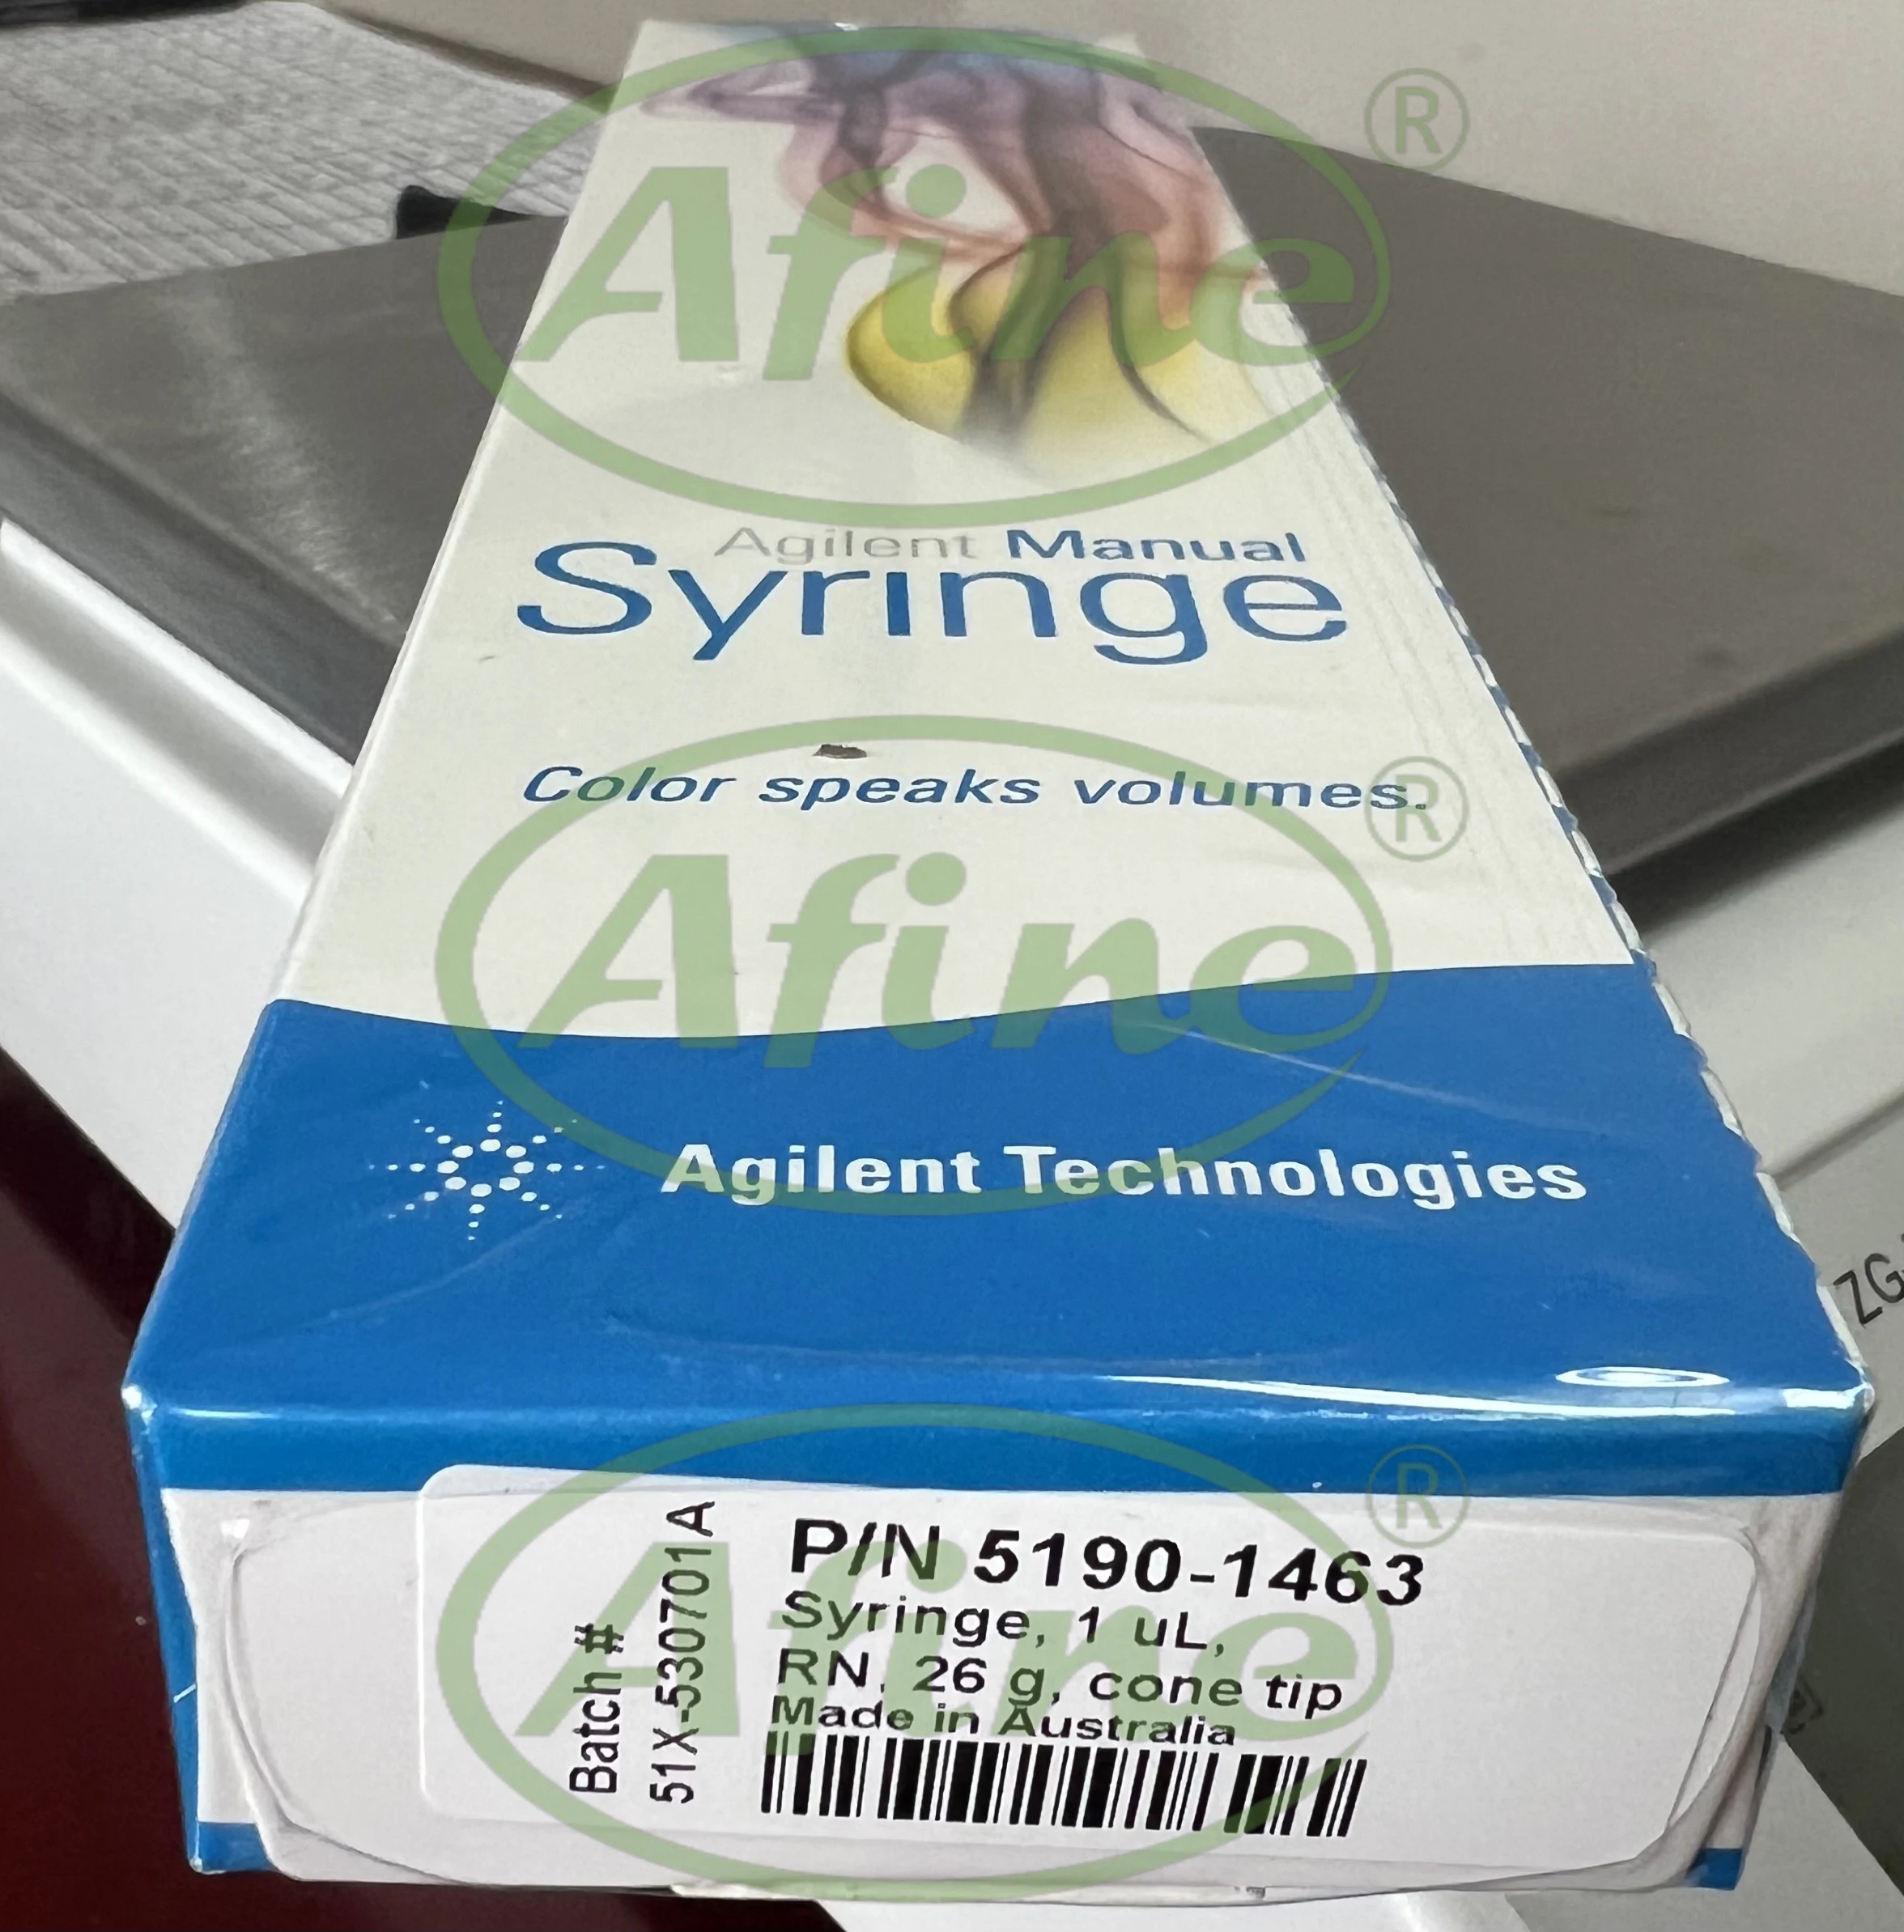 Afine ®
Agilent Manual
Syringe
Color speaks volumes.
Afine ®
Agilent Technologies
Afine ®
Batch #
51X-530701A
P/N 5190-1463
Syringe, 1 uL,
RN, 26 g, cone tip
Made in Australia